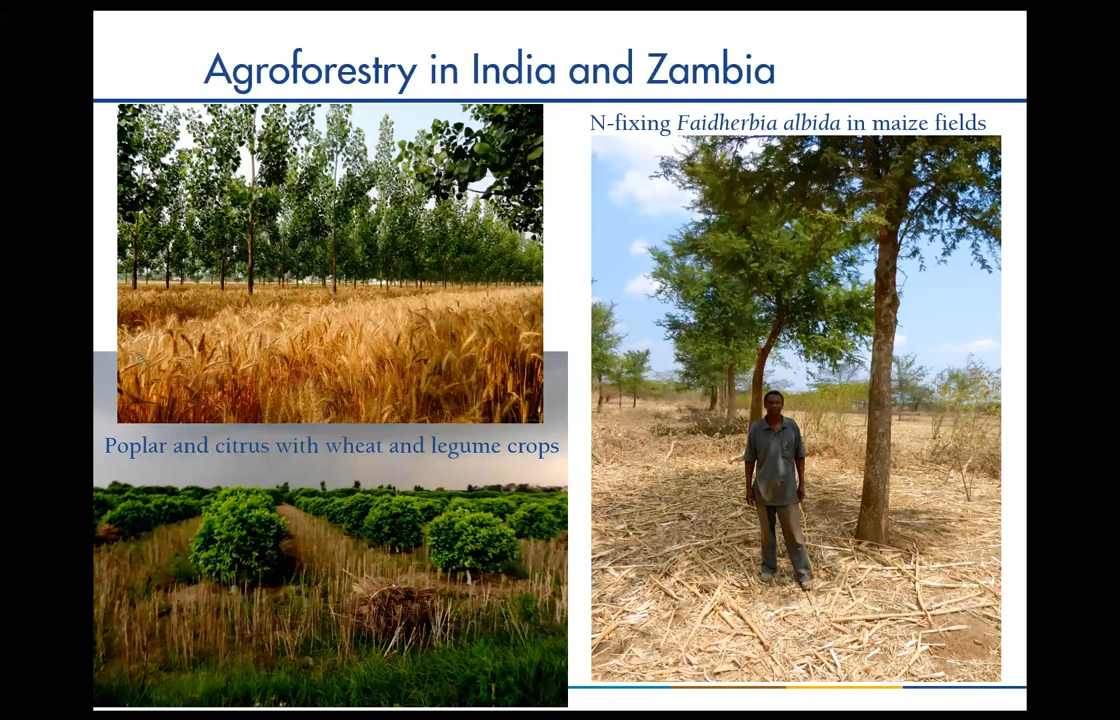 Agroforestry in India and Zambia
N-fixing Faidherbia albida in maize fields
Poplar and citrus with wheat and legume crops